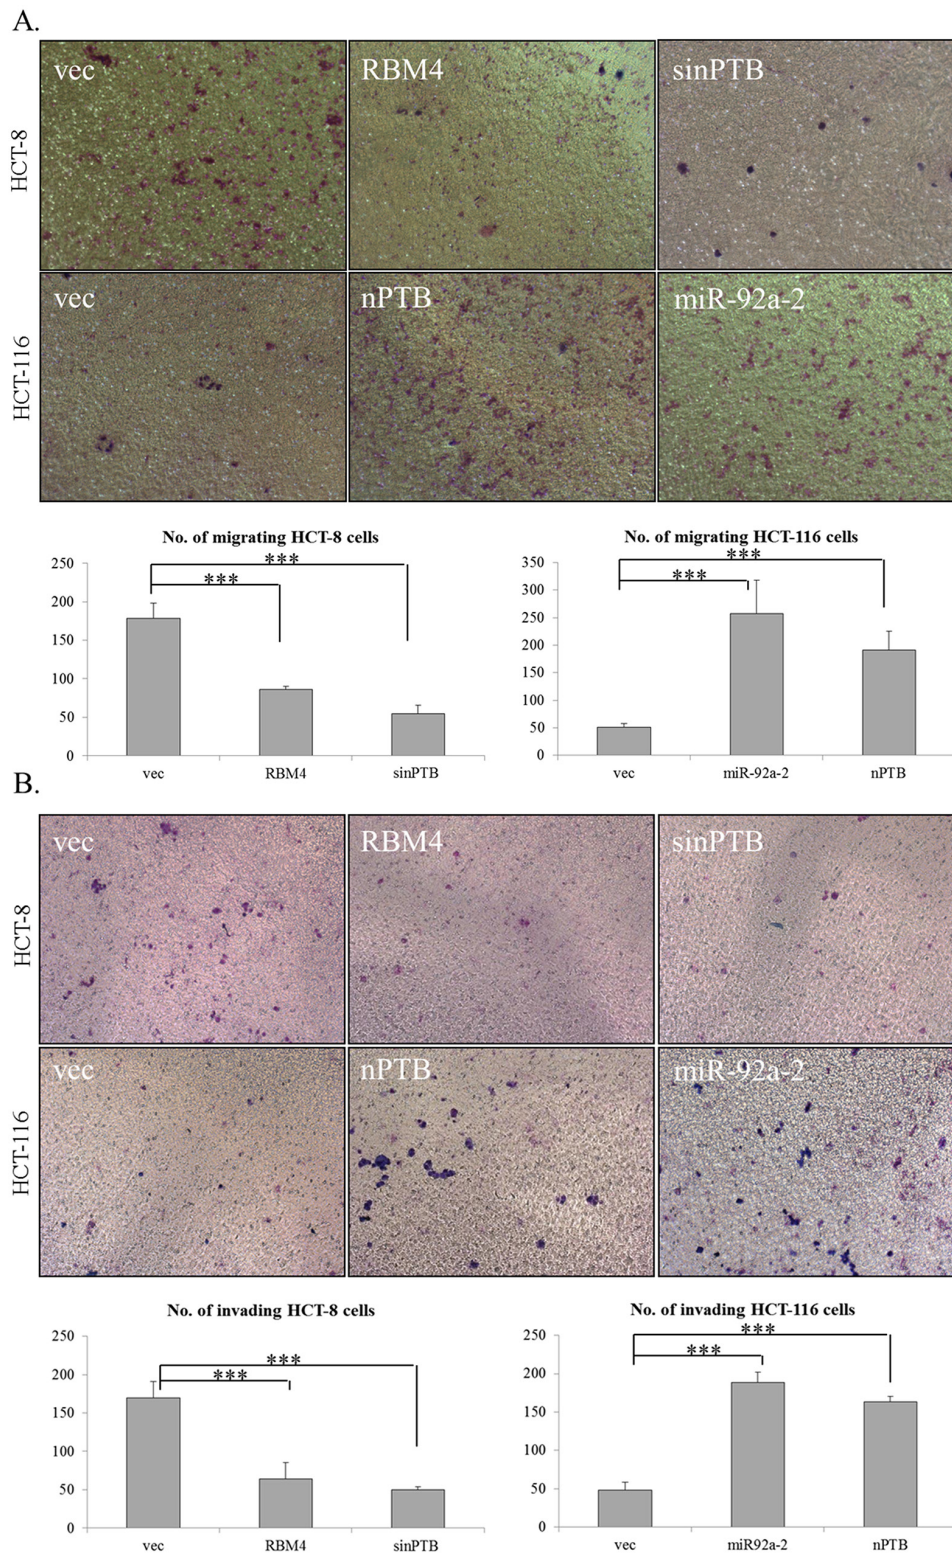 A.
vec RBM4 sinPTB
HCT-8
vec nPTB miR-92a-2
HCT-116
No. of migrating HCT-8 cells
250
200
150
100
50
0
*** 
***
vec RBM4 sinPTB
No. of migrating HCT-116 cells
350
300
250
200
150
100
50
0
***
***
vec miR-92a-2 nPTB
B.
vec RBM4 sinPTB
HCT-8
vec nPTB miR-92a-2
HCT-116
No. of invading HCT-8 cells
250
200
150
100
50
0
***
***
vec RBM4 sinPTB
No. of invading HCT-116 cells
250
200
150
100
50
0
***
***
vec miR92a-2 nPTB